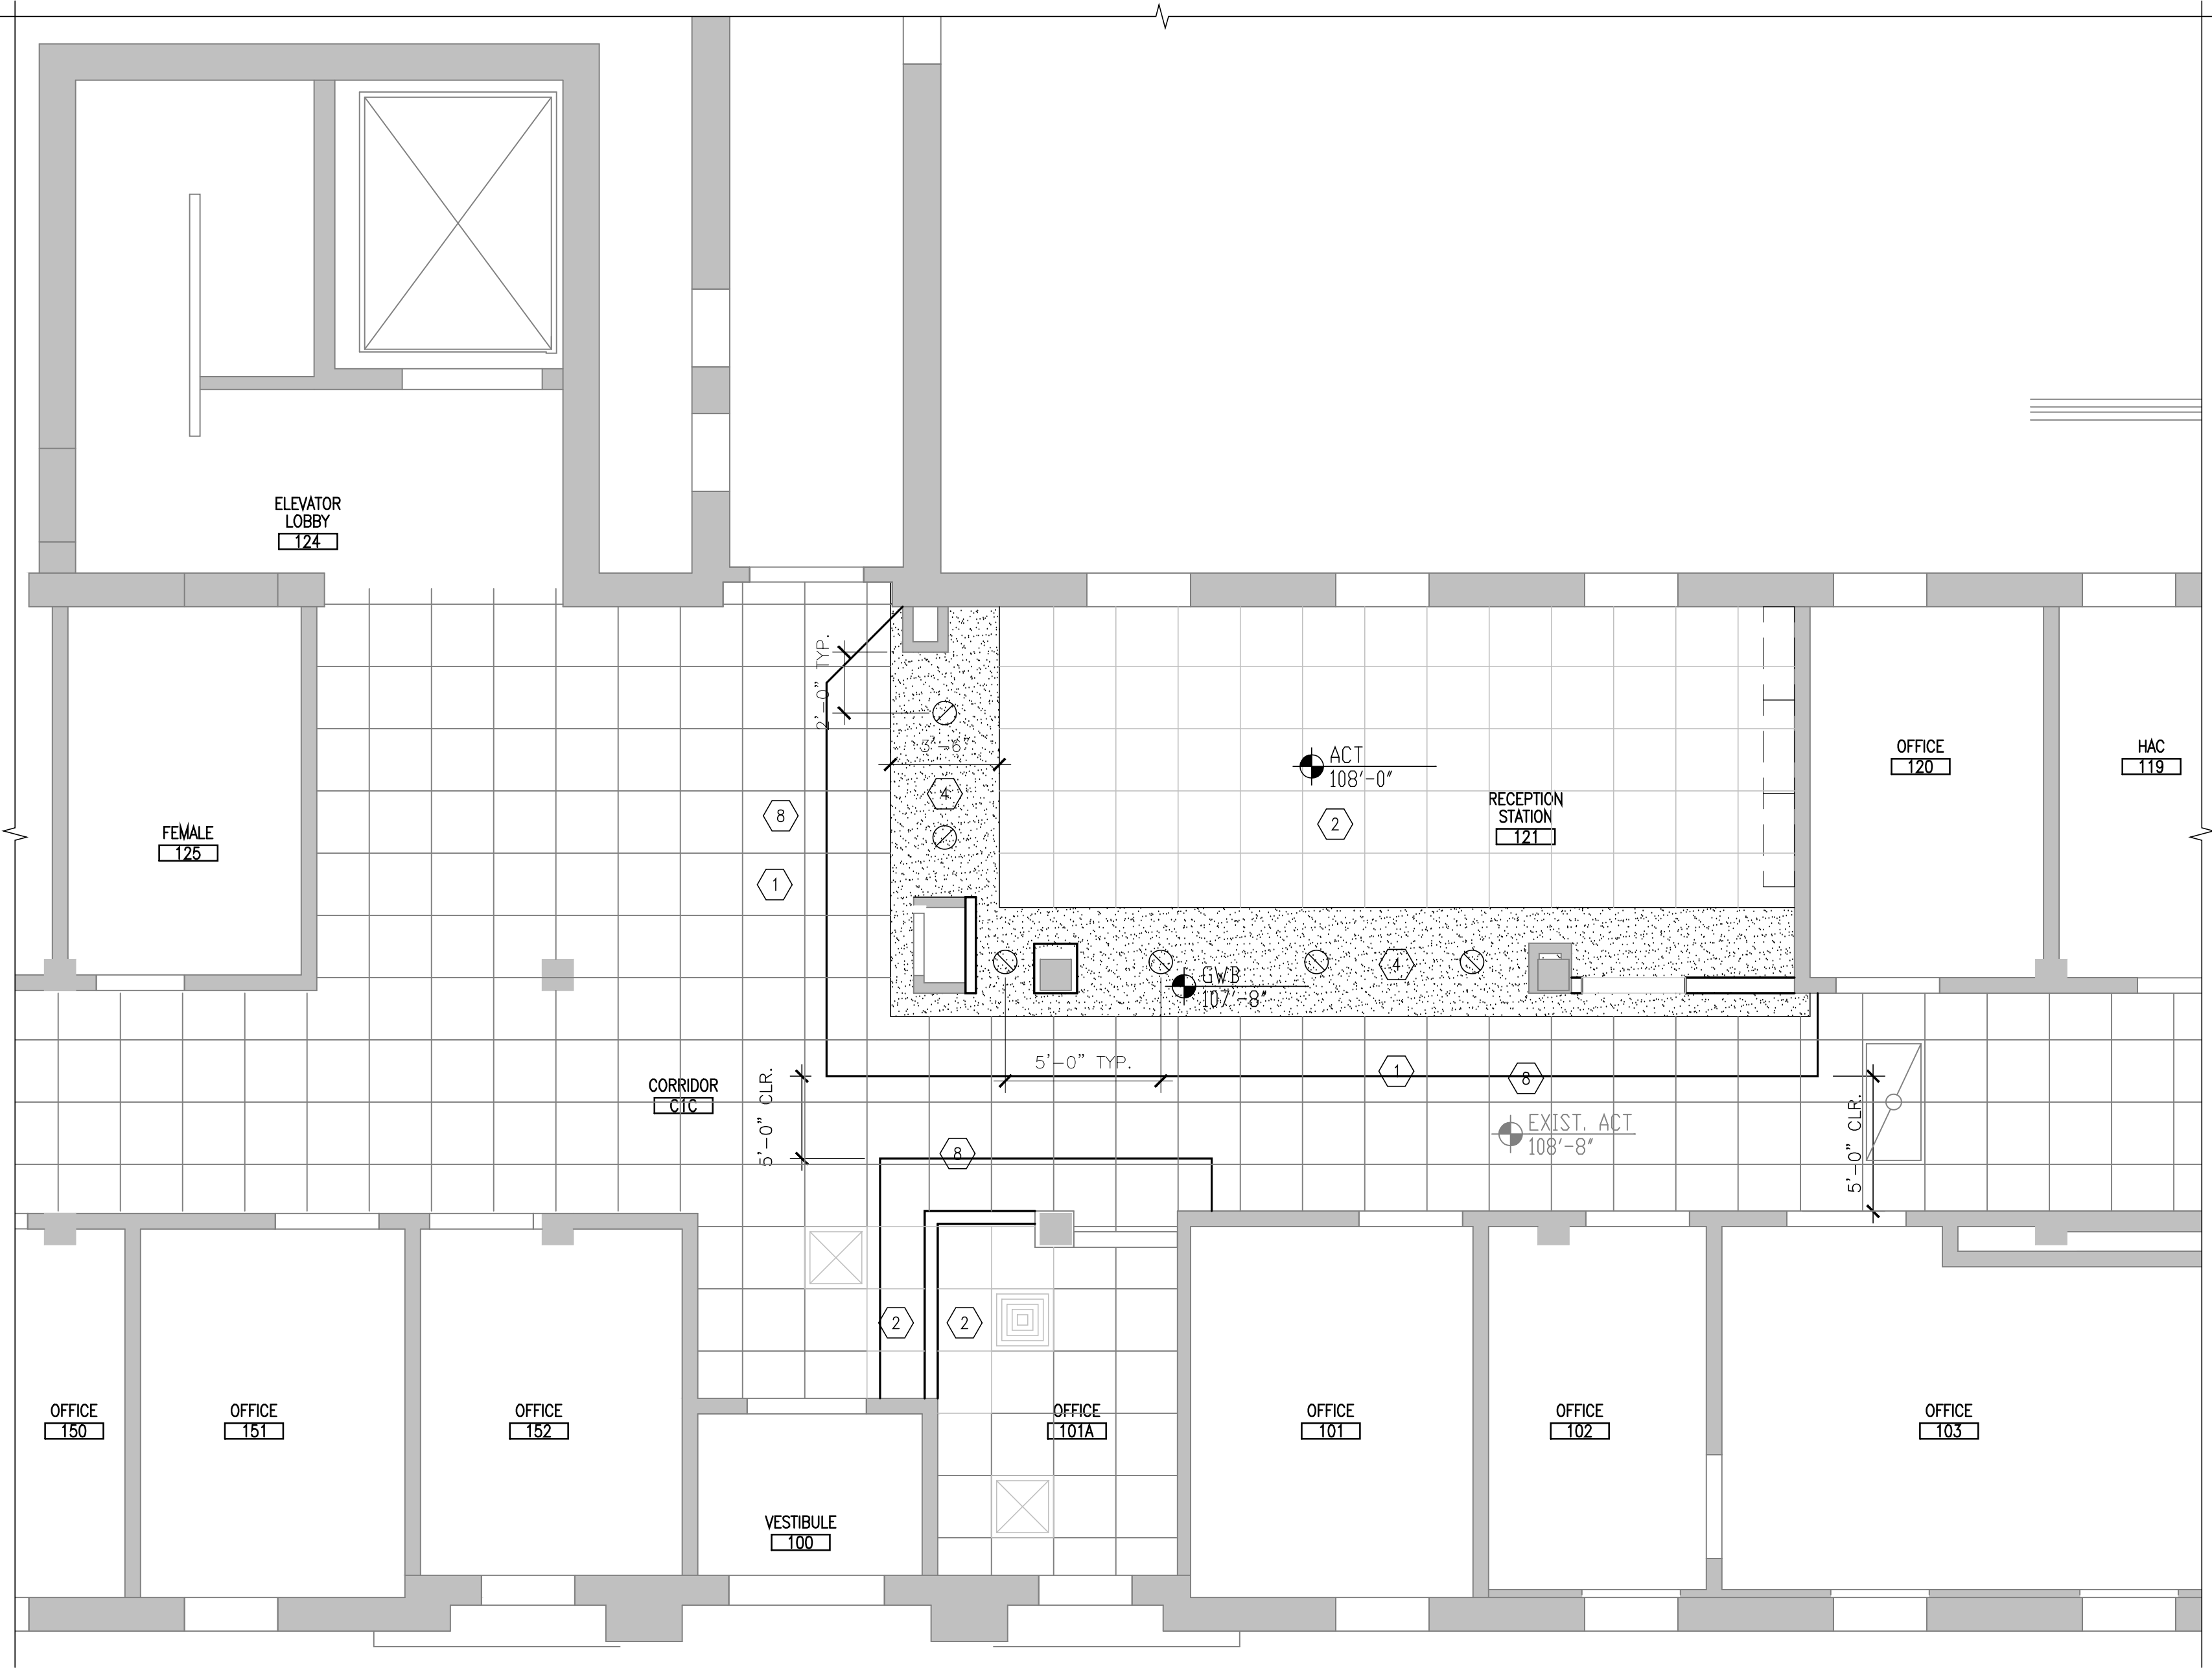 ELEVATOR
LOBBY
124
2'-0" TYP.
3'-6"
4
ACT
108'-0"
2
RECEPTION
STATION
121
OFFICE
120
HAC
119
8
1
FEMALE
125
4
GWB
107'-8"
5'-0" TYP.
1
8
CORRIDOR
C1C
5'-0" CLR.
8
EXIST. ACT
108'-8"
5'-0" CLR.
2
2
OFFICE
150
OFFICE
151
OFFICE
152
OFFICE
101A
OFFICE
101
OFFICE
102
OFFICE
103
VESTIBULE
100